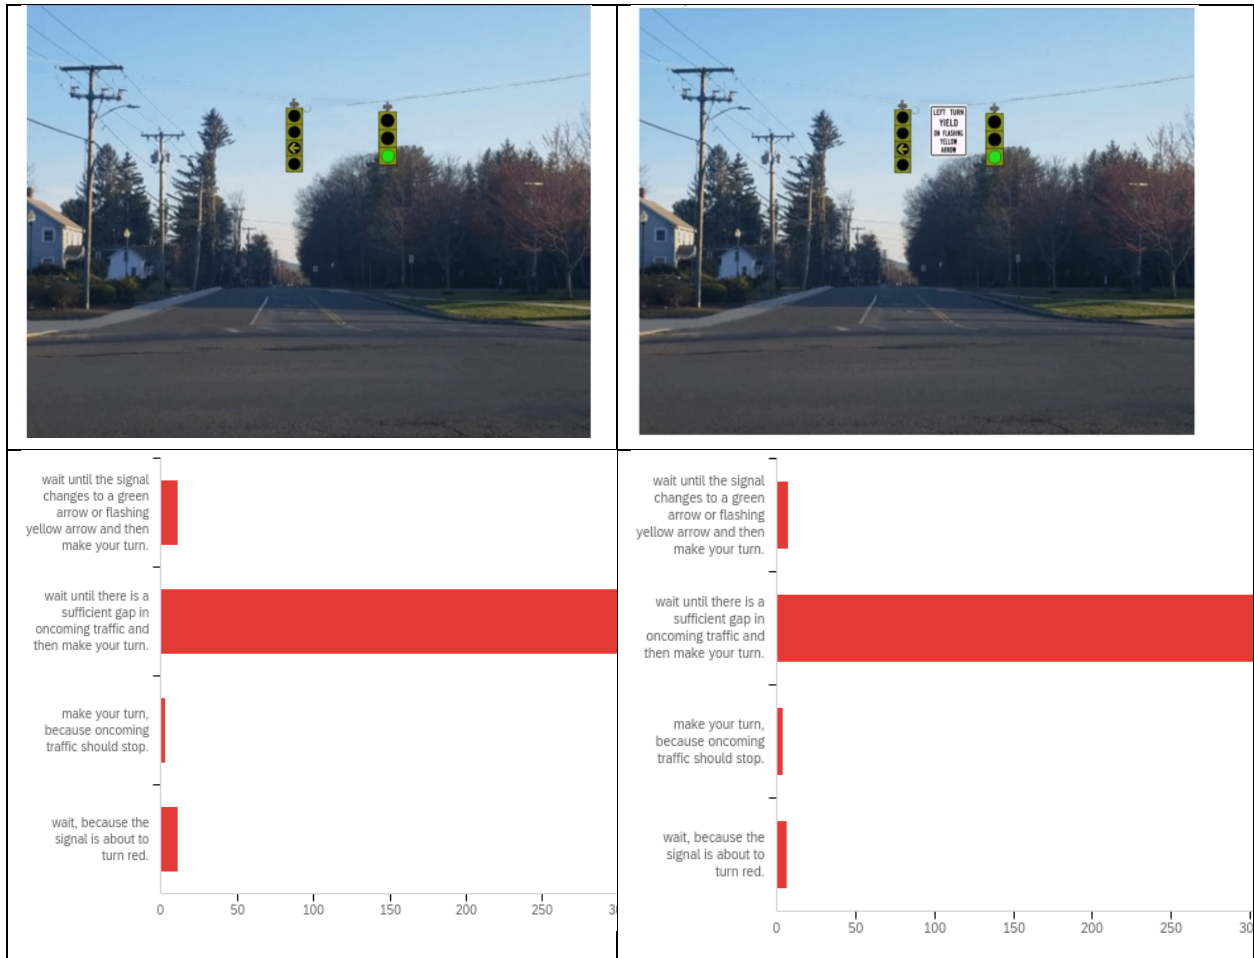 LEFT TURN
YIELD
ON FLASHING
YELLOW
ARROW
wait until the signal
changes to a green
arrow or flashing
yellow arrow and then
make your turn.
wait until there is a
sufficient gap in
oncoming traffic and
then make your turn.
make your turn,
because oncoming
traffic should stop.
wait, because the
signal is about to
turn red.
0 50 100 150 200 250
wait until the signal
changes to a green
arrow or flashing
yellow arrow and then
make your turn.
wait until there is a
sufficient gap in
oncoming traffic and
then make your turn.
make your turn,
because oncoming
traffic should stop.
wait, because the
signal is about to
turn red.
0 50 100 150 200 250 30